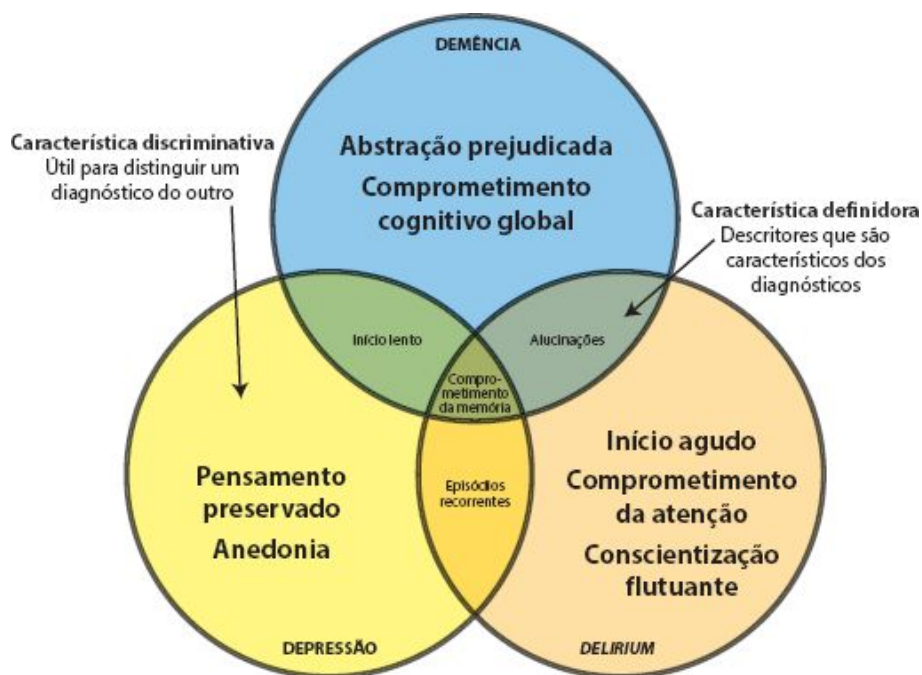 DEMÊNCIA
Característica discriminativa
Útil para distinguir um
diagnóstico do outro
Abstração prejudicada
Comprometimento
cognitivo global
Característica definidora
Descritores que são
característicos dos
diagnósticos
Início lento
Alucinações
Compro-
metimento
da memória
Pensamento
preservado
Anedonia
Episódios
recorrentes
Início agudo
Comprometimento
da atenção
Conscientização
flutuante
DEPRESSÃO
DELIRIUM